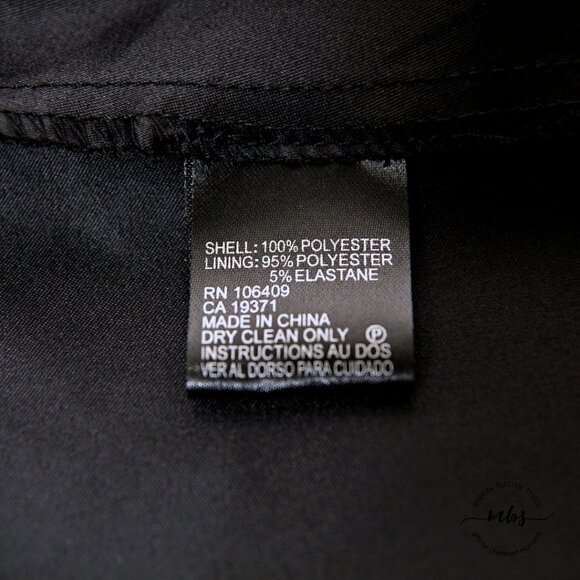 SHELL: 100% POLYESTER
LINING: 95% POLYESTER
5% ELASTANE
RN 106409
CA 19371
MADE IN CHINA
DRY CLEAN ONLY Ⓟ
INSTRUCTIONS AU DOS
VER AL DORSO PARA CUIDADO
mbs